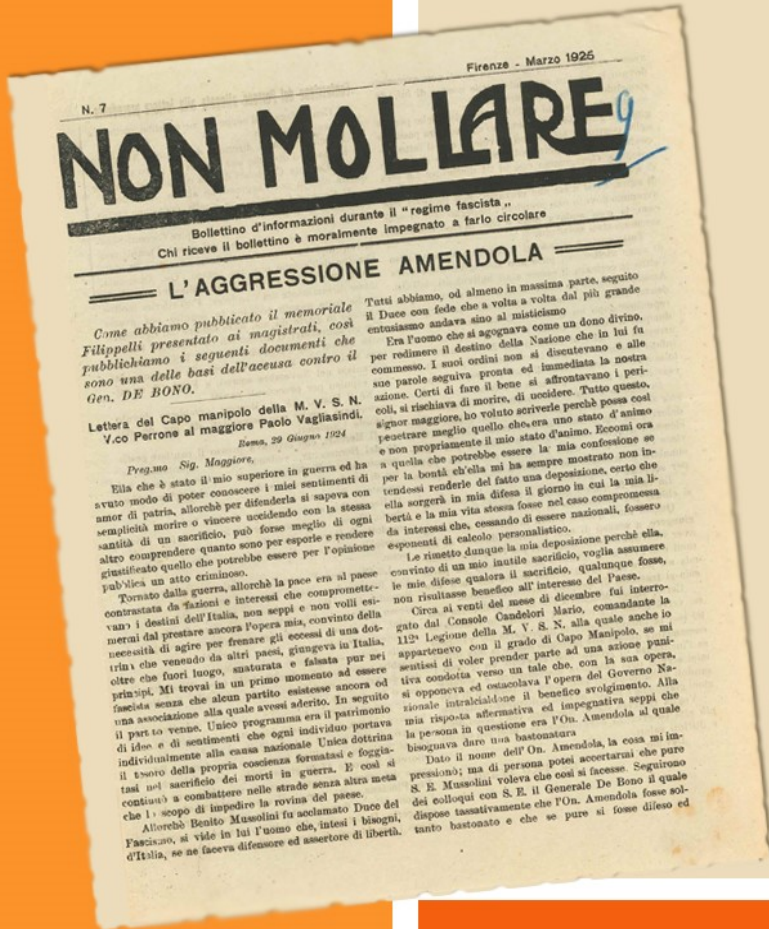 N. 7
Firenze - Marzo 1925
NON MOLLARE
9
Bollettino d'informazioni durante il "regime fascista „
Chi riceve il bollettino è moralmente impegnato a farlo circolare
L'AGGRESSIONE AMENDOLA
Come abbiamo pubblicato il memoriale
Filippelli presentato ai magistrati, così
pubblichiamo i seguenti documenti che
sono una delle basi dell'accusa contro il
Gen. DE BONO.
Lettera del Capo manipolo della M. V. S. N.
V.co Perrone al maggiore Paolo Vagliasindi.
Roma, 29 Giugno 1924
Preg.mo Sig. Maggiore,
Ella che è stato il mio superiore in guerra ed ha
avuto modo di poter conoscere i miei sentimenti di
amor di patria, allorchè per difenderla si sapeva con
semplicità morire o vincere uccidendo con la stessa
santità di un sacrificio, può forse meglio di ogni
altro comprendere quanto sono per esporle e rendere
giustificato quello che potrebbe essere per l'opinione
pubblica un atto criminoso.
Tornato dalla guerra, allorchè la pace era al paese
contrastata da fazioni e interessi che compromette-
vano i destini dell'Italia, non seppi e non volli esi-
mermi dal prestare ancora l'opera mia, convinto della
necessità di agire per frenare gli eccessi di una dot-
trina che venendo da altri paesi, giungeva in Italia,
oltre che fuori luogo, snaturata e falsata pur nei
principi. Mi trovai in un primo momento ad essere
fascista senza che alcun partito esistesse ancora od
una associazione alla quale avessi aderito. In seguito
il partito venne. Unico programma era il patrimonio
di idee e di sentimenti che ogni individuo portava
individualmente alla causa nazionale Unica dottrina
il tesoro della propria coscienza formatasi e foggia-
tasi nel sacrificio dei morti in guerra. E così si
continuò a combattere nelle strade senza altra meta
che lo scopo di impedire la rovina del paese.
Allorchè Benito Mussolini fu acclamato Duce del
Fascismo, si vide in lui l'uomo che, intesi i bisogni,
d'Italia, se ne faceva difensore ed assertore di libertà.
Tutti abbiamo, od almeno in massima parte, seguito
il Duce con fede che a volta a volta dal più grande
entusiasmo andava sino al misticismo
Era l'uomo che si agognava come un dono divino,
per redimere il destino della Nazione che in lui fu
commesso. I suoi ordini non si discutevano e alle
sue parole seguiva pronta ed immediata la nostra
azione. Certi di fare il bene si affrontavano i peri-
coli, si rischiava di morire, di uccidere. Tutto questo,
signor maggiore, ho voluto scriverle perchè possa così
penetrare meglio quello che era uno stato d'animo
e non propriamente il mio stato d'animo. Eccomi ora
a quella che potrebbe essere la mia confessione se
per la bontà ch'ella mi ha sempre mostrato non in-
tendessi renderle del fatto una deposizione, certo che
ella sorgerà in mia difesa il giorno in cui la mia li-
bertà e la mia vita stessa fosse nel caso compromessa
da interessi che, cessando di essere nazionali, fossero
esponenti di calcolo personalistico.
Le rimetto dunque la mia deposizione perchè ella,
convinto di un mio inutile sacrificio, voglia assumere
le mie difese qualora il sacrificio, qualunque fosse,
non risultasse benefico all'interesse del Paese.
Circa ai venti del mese di dicembre fui interro-
gato dal Console Candelori Mario, comandante la
112ª Legione della M. V. S. N. alla quale anche io
appartenevo con il grado di Capo Manipolo, se mi
sentissi di voler prender parte ad una azione puni-
tiva condotta verso un tale che, con la sua opera,
si opponeva ed ostacolava l'opera del Governo Na-
zionale intralciandone il benefico svolgimento. Alla
mia risposta affermativa ed impegnativa seppi che
la persona in questione era l'On. Amendola al quale
bisognava dare una bastonatura
Dato il nome dell'On. Amendola, la cosa mi im-
pressionò; ma di persona potei accertarmi che pure
S. E. Mussolini voleva che così si facesse. Seguirono
dei colloqui con S. E. il Generale De Bono il quale
dispose tassativamente che l'On. Amendola fosse sol-
tanto bastonato e che se pure si fosse difeso ed